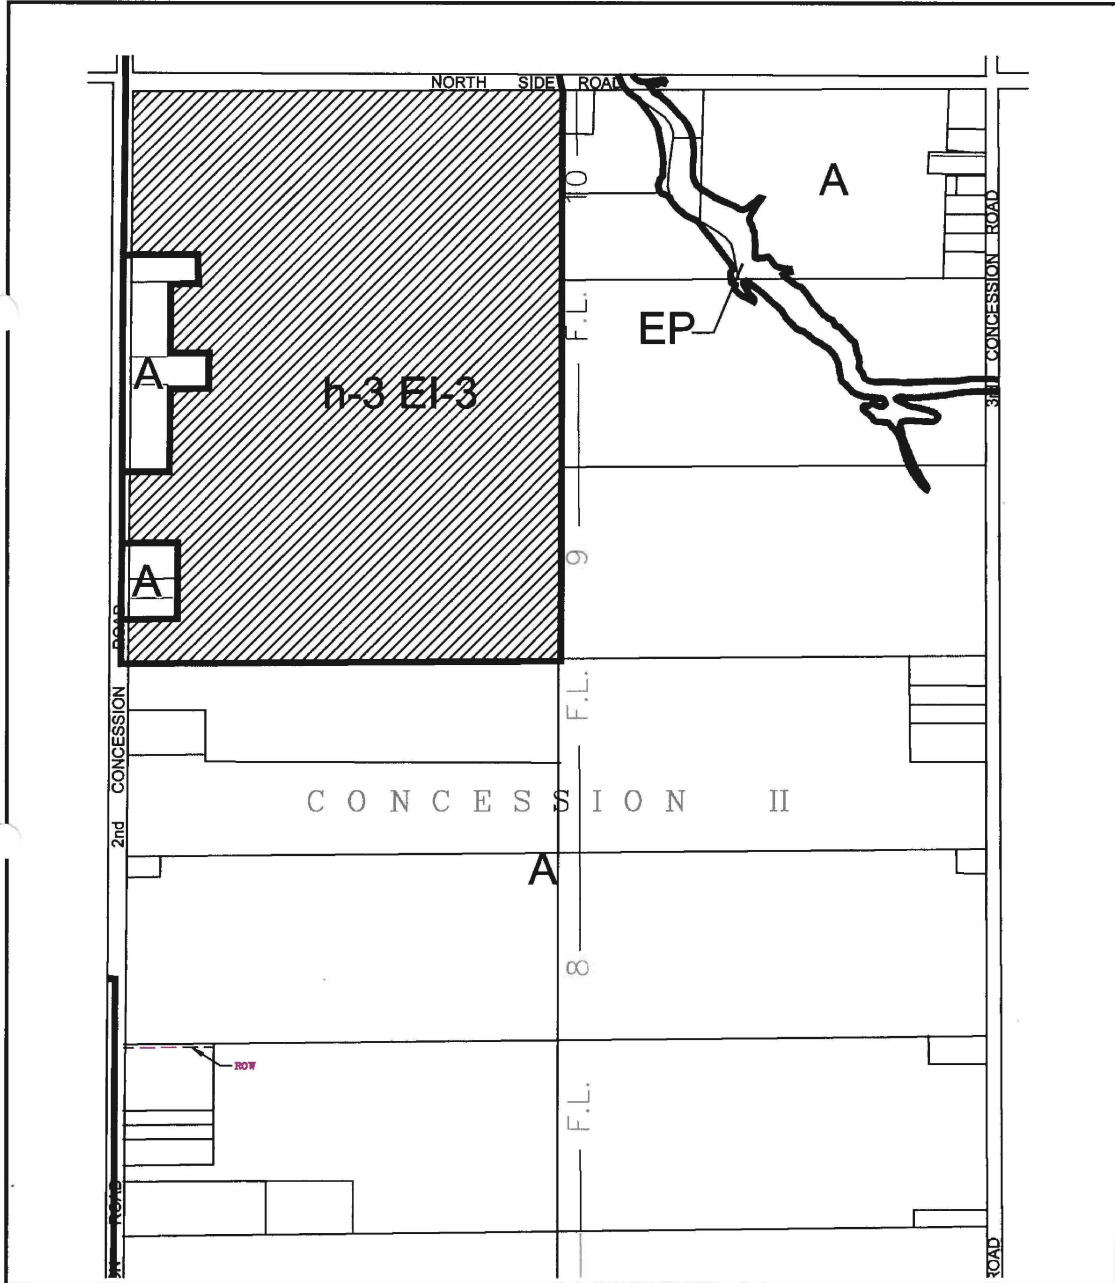 NORTH SIDE ROAD
10
A
3rd CONCESSION ROAD
F.L.
EP
A
h-3 EI-3
9
A
2nd CONCESSION ROAD
F.L.
CONCESSION II
A
8
ROW
F.L.
ROAD
ROAD